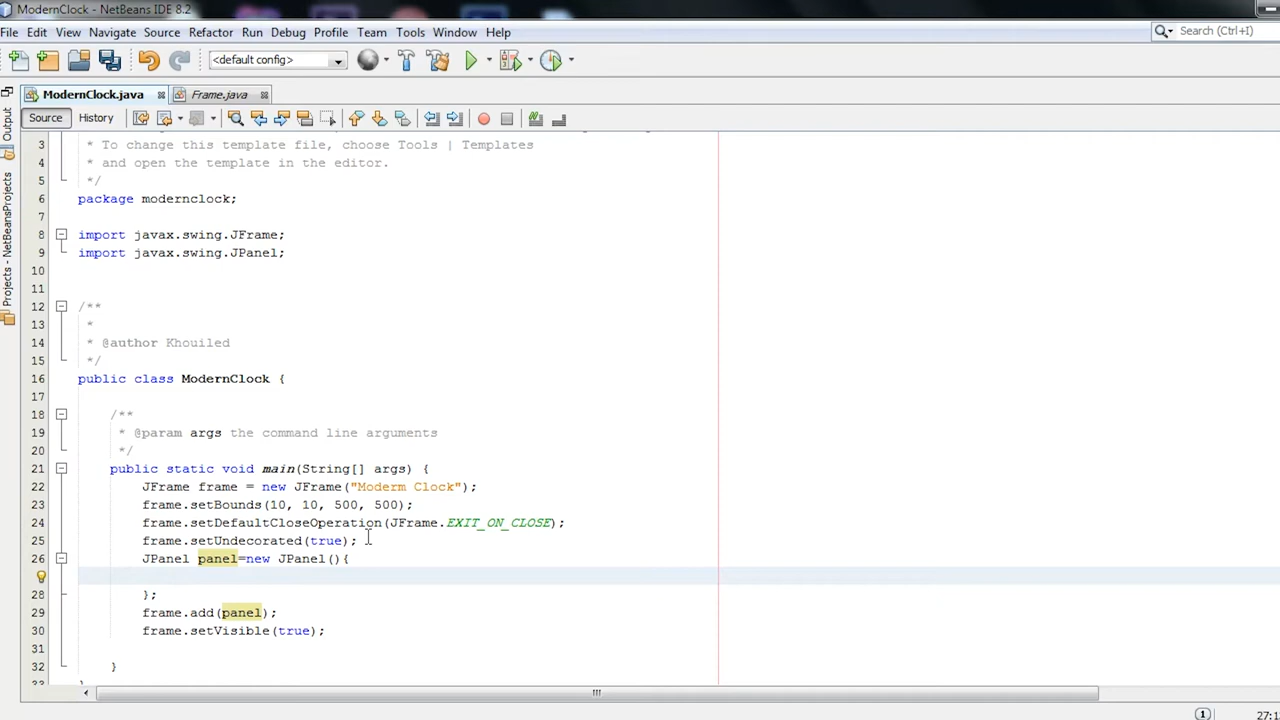 ModernClock - NetBeans IDE 8.2
File Edit View Navigate Source Refactor Run Debug Profile Team Tools Window Help
Search (Ctrl+I)
<default config>
ModernClock.java Frame.java
Source History
Output
Projects - NetBeansProjects
3 * To change this template file, choose Tools | Templates
4 * and open the template in the editor.
5 */
6 package modernclock;
7
8 import javax.swing.JFrame;
9 import javax.swing.JPanel;
10
11
12 /**
13 *
14 * @author Khouiled
15 */
16 public class ModernClock {
17
18 /**
19 * @param args the command line arguments
20 */
21 public static void main(String[] args) {
22 JFrame frame = new JFrame("Moderm Clock");
23 frame.setBounds(10, 10, 500, 500);
24 frame.setDefaultCloseOperation(JFrame.EXIT_ON_CLOSE);
25 frame.setUndecorated(true);
26 JPanel panel=new JPanel(){
28 };
29 frame.add(panel);
30 frame.setVisible(true);
31
32 }
33 }
1